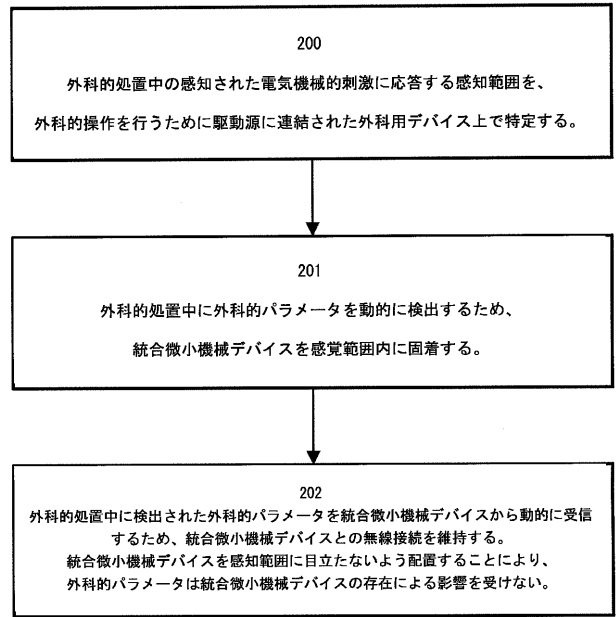 200
外科的処置中の感知された電気機械的刺激に応答する感知範囲を、
外科的操作を行うために駆動源に連結された外科用デバイス上で特定する。
201
外科的処置中に外科的パラメータを動的に検出するため、
統合微小機械デバイスを感覚範囲内に固着する。
202
外科的処置中に検出された外科的パラメータを統合微小機械デバイスから動的に受信
するため、統合微小機械デバイスとの無線接続を維持する。
統合微小機械デバイスを感知範囲に目立たないよう配置することにより、
外科的パラメータは統合微小機械デバイスの存在による影響を受けない。